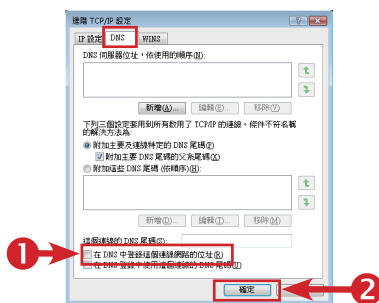 進階 TCP/IP 設定
IP 設定 DNS WINS
DNS 伺服器位址，依使用的順序(N):
新增(A)... 編輯(E)... 移除(V)
下列三個設定套用到所有啟用了 TCP/IP 的連線。條件不符名稱
的解決方法為:
附加主要及連線特定的 DNS 尾碼(P)
附加主要 DNS 尾碼的父系尾碼(X)
附加這些 DNS 尾碼 (依順序)(H):
新增(D)... 編輯(I)... 移除(M)
這個連線的 DNS 尾碼(S):
1 在 DNS 中登錄這個連線網路的位址(R)
在 DNS 登錄中使用這個連線的 DNS 尾碼(U)
確定 2